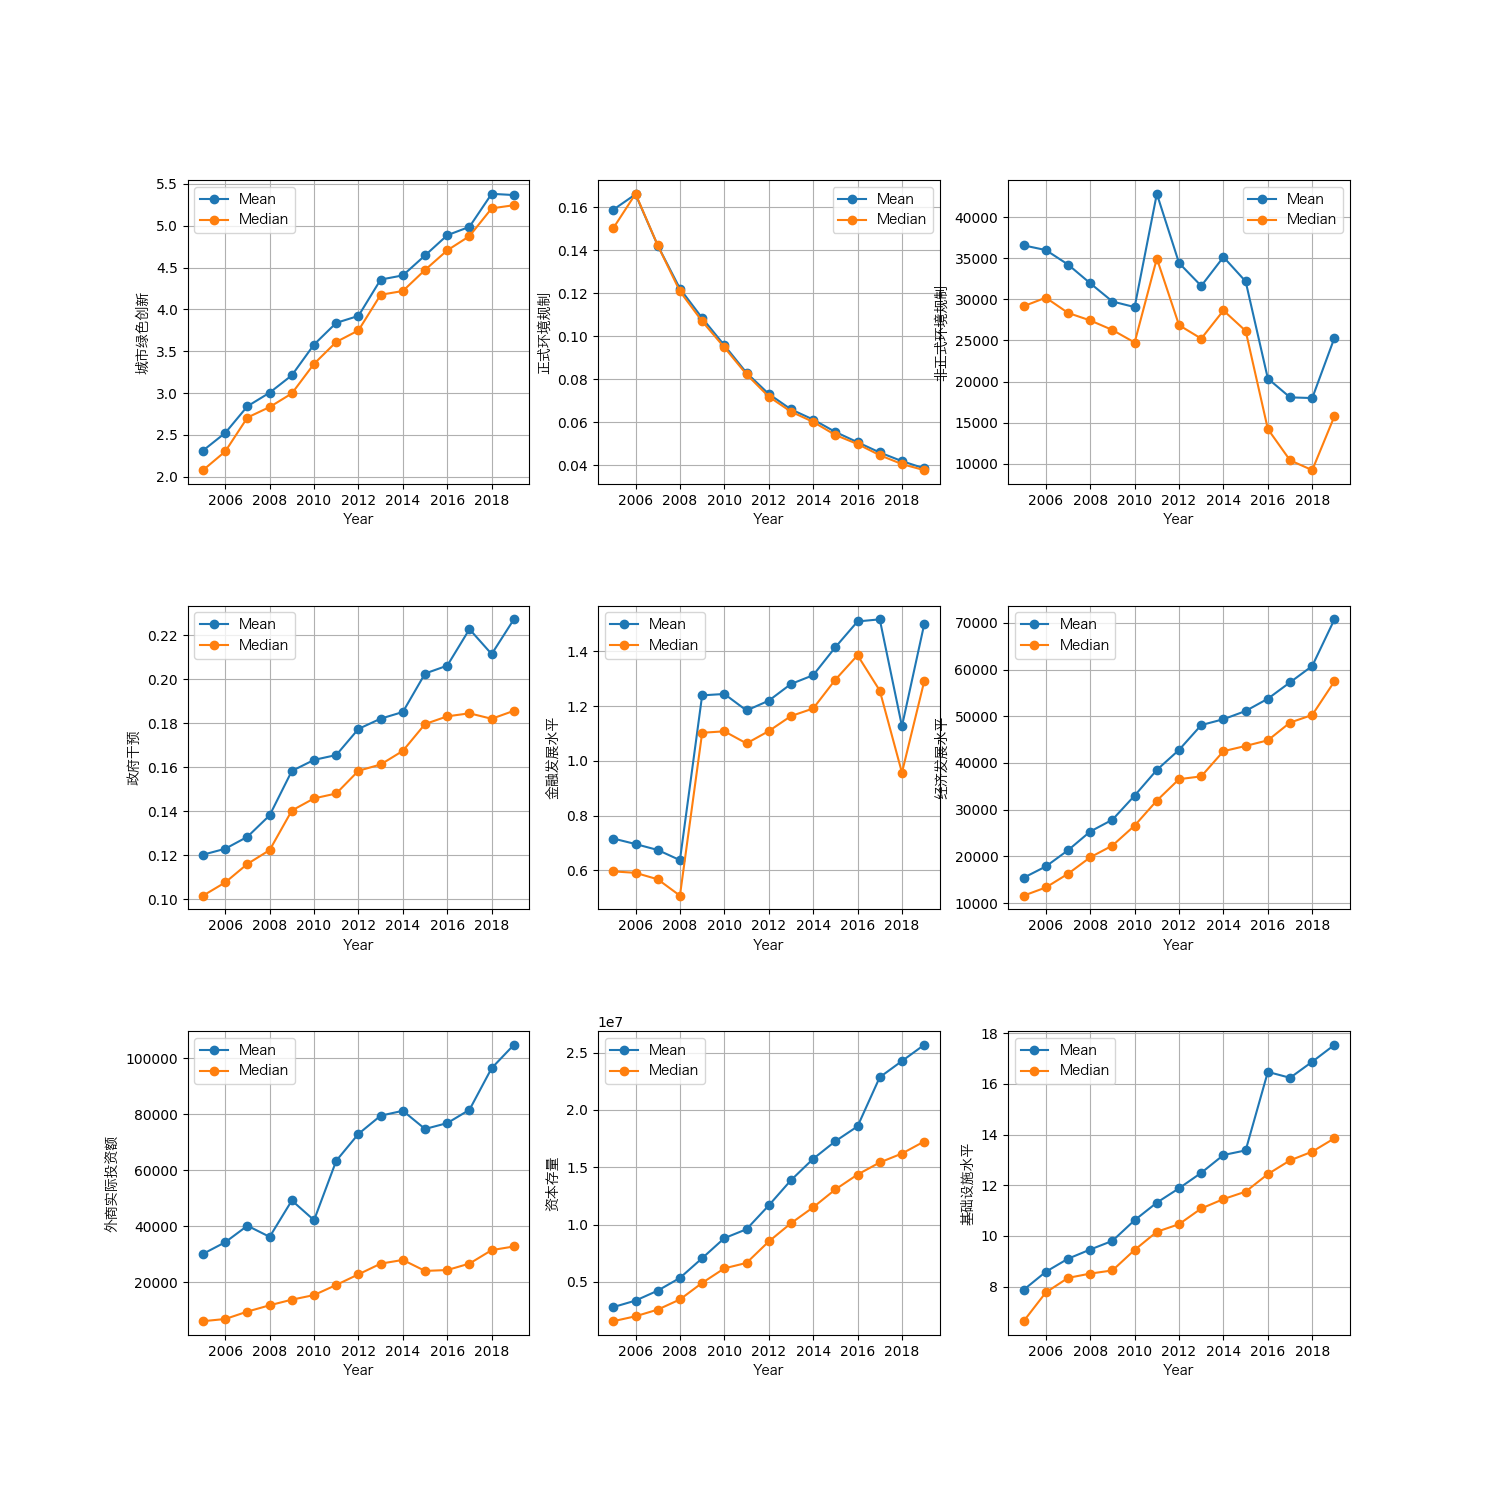 城市绿色创新
5.5
5.0
4.5
4.0
3.5
3.0
2.5
2.0
Mean
Median
2006 2008 2010 2012 2014 2016 2018
Year
正式环境规制
0.16
0.14
0.12
0.10
0.08
0.06
0.04
Mean
Median
2006 2008 2010 2012 2014 2016 2018
Year
非正式环境规制
40000
35000
30000
25000
20000
15000
10000
Mean
Median
2006 2008 2010 2012 2014 2016 2018
Year
政府干预
0.22
0.20
0.18
0.16
0.14
0.12
0.10
Mean
Median
2006 2008 2010 2012 2014 2016 2018
Year
金融发展水平
1.4
1.2
1.0
0.8
0.6
Mean
Median
2006 2008 2010 2012 2014 2016 2018
Year
经济发展水平
70000
60000
50000
40000
30000
20000
10000
Mean
Median
2006 2008 2010 2012 2014 2016 2018
Year
外商实际投资额
100000
80000
60000
40000
20000
Mean
Median
2006 2008 2010 2012 2014 2016 2018
Year
资本存量
1e7
2.5
2.0
1.5
1.0
0.5
Mean
Median
2006 2008 2010 2012 2014 2016 2018
Year
基础设施水平
18
16
14
12
10
8
Mean
Median
2006 2008 2010 2012 2014 2016 2018
Year